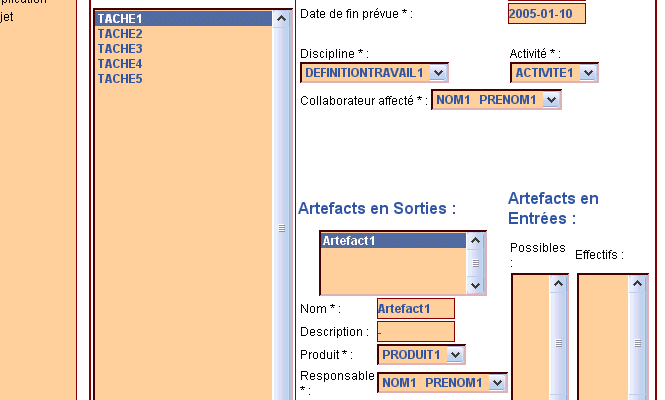 jet
TACHE1
TACHE2
TACHE3
TACHE4
TACHE5
Date de fin prévue * :
2005-01-10
Discipline * :
Activité * :
DEFINITIONTRAVAIL1
ACTIVITE1
Collaborateur affecté * :
NOM1 PRENOM1
Artefacts en Sorties :
Artefacts en
Entrées :
Artefact1
Possibles
:
Effectifs :
Nom * :
Artefact1
Description :
-
Produit * :
PRODUIT1
Responsable
* :
NOM1 PRENOM1